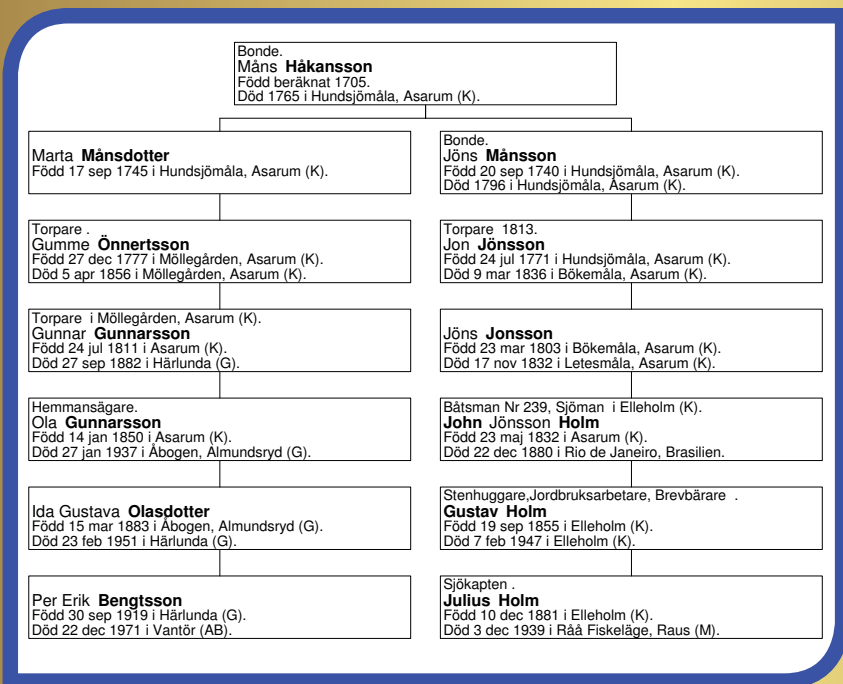 Bonde.
Måns Håkansson
Född beräknat 1705.
Död 1765 i Hundsjömåla, Asarum (K).
Marta Månsdotter
Född 17 sep 1745 i Hundsjömåla, Asarum (K).
Bonde.
Jöns Månsson
Född 20 sep 1740 i Hundsjömåla, Asarum (K).
Död 1796 i Hundsjömåla, Asarum (K).
Torpare .
Gumme Önnertsson
Född 27 dec 1777 i Möllegården, Asarum (K).
Död 5 apr 1856 i Möllegården, Asarum (K).
Torpare 1813.
Jon Jönsson
Född 24 jul 1771 i Hundsjömåla, Asarum (K).
Död 9 mar 1836 i Bökemåla, Asarum (K).
Torpare i Möllegården, Asarum (K).
Gunnar Gunnarsson
Född 24 jul 1811 i Asarum (K).
Död 27 sep 1882 i Härlunda (G).
Jöns Jonsson
Född 23 mar 1803 i Bökemåla, Asarum (K).
Död 17 nov 1832 i Letesmåla, Asarum (K).
Hemmansägare.
Ola Gunnarsson
Född 14 jan 1850 i Asarum (K).
Död 27 jan 1937 i Åbogen, Almundsryd (G).
Båtsman Nr 239, Sjöman i Elleholm (K).
John Jönsson Holm
Född 23 maj 1832 i Asarum (K).
Död 22 dec 1880 i Rio de Janeiro, Brasilien.
Ida Gustava Olasdotter
Född 15 mar 1883 i Åbogen, Almundsryd (G).
Död 23 feb 1951 i Härlunda (G).
Stenhuggare,Jordbruksarbetare, Brevbärare .
Gustav Holm
Född 19 sep 1855 i Elleholm (K).
Död 7 feb 1947 i Elleholm (K).
Per Erik Bengtsson
Född 30 sep 1919 i Härlunda (G).
Död 22 dec 1971 i Vantör (AB).
Sjökapten .
Julius Holm
Född 10 dec 1881 i Elleholm (K).
Död 3 dec 1939 i Råå Fiskeläge, Raus (M).